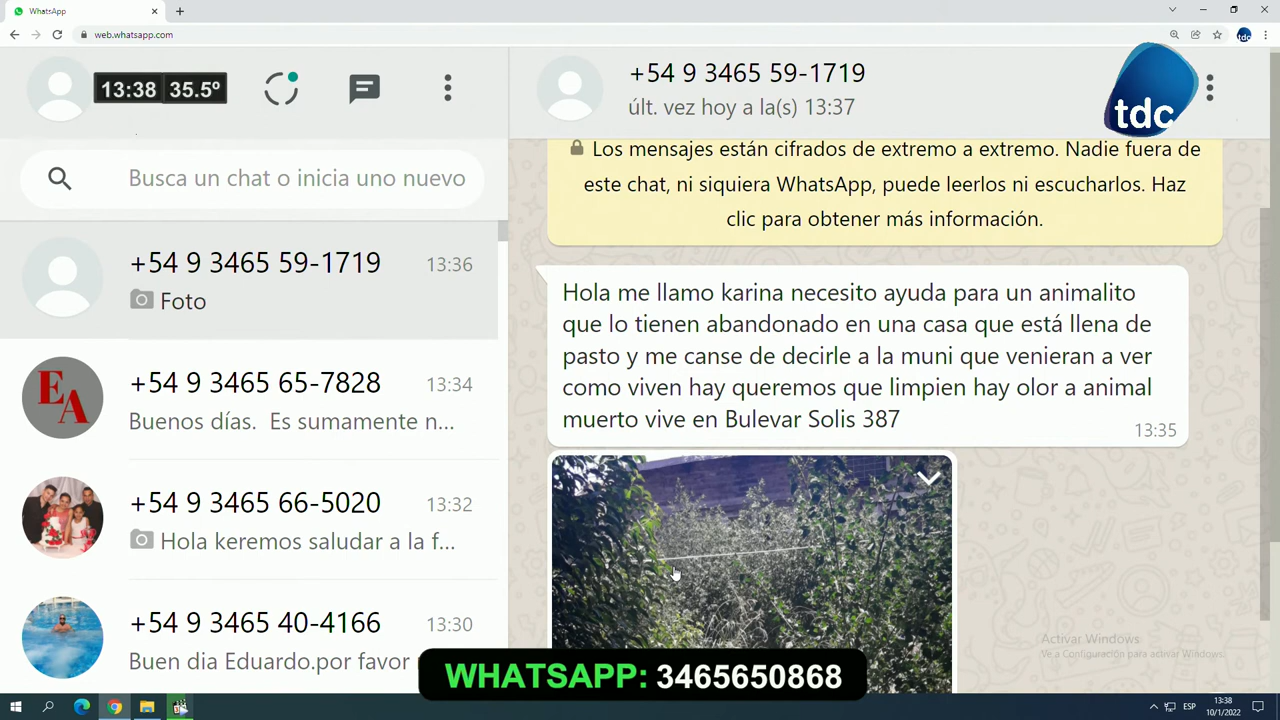 WhatsApp
web.whatsapp.com
tdc
13:38 35.5º
+54 9 3465 59-1719
últ. vez hoy a la(s) 13:37
tdc
Busca un chat o inicia uno nuevo
+54 9 3465 59-1719 13:36
Foto
+54 9 3465 65-7828 13:34
Buenos días. Es sumamente n...
EA
+54 9 3465 66-5020 13:32
Hola keremos saludar a la f...
+54 9 3465 40-4166 13:30
Buen dia Eduardo.por favor
Los mensajes están cifrados de extremo a extremo. Nadie fuera de
este chat, ni siquiera WhatsApp, puede leerlos ni escucharlos. Haz
clic para obtener más información.
Hola me llamo karina necesito ayuda para un animalito
que lo tienen abandonado en una casa que está llena de
pasto y me canse de decirle a la muni que venieran a ver
como viven hay queremos que limpien hay olor a animal
muerto vive en Bulevar Solis 387
13:35
Activar Windows
Ve a Configuración para activar Windows.
WHATSAPP: 3465650868
ESP
13:38
10/1/2022